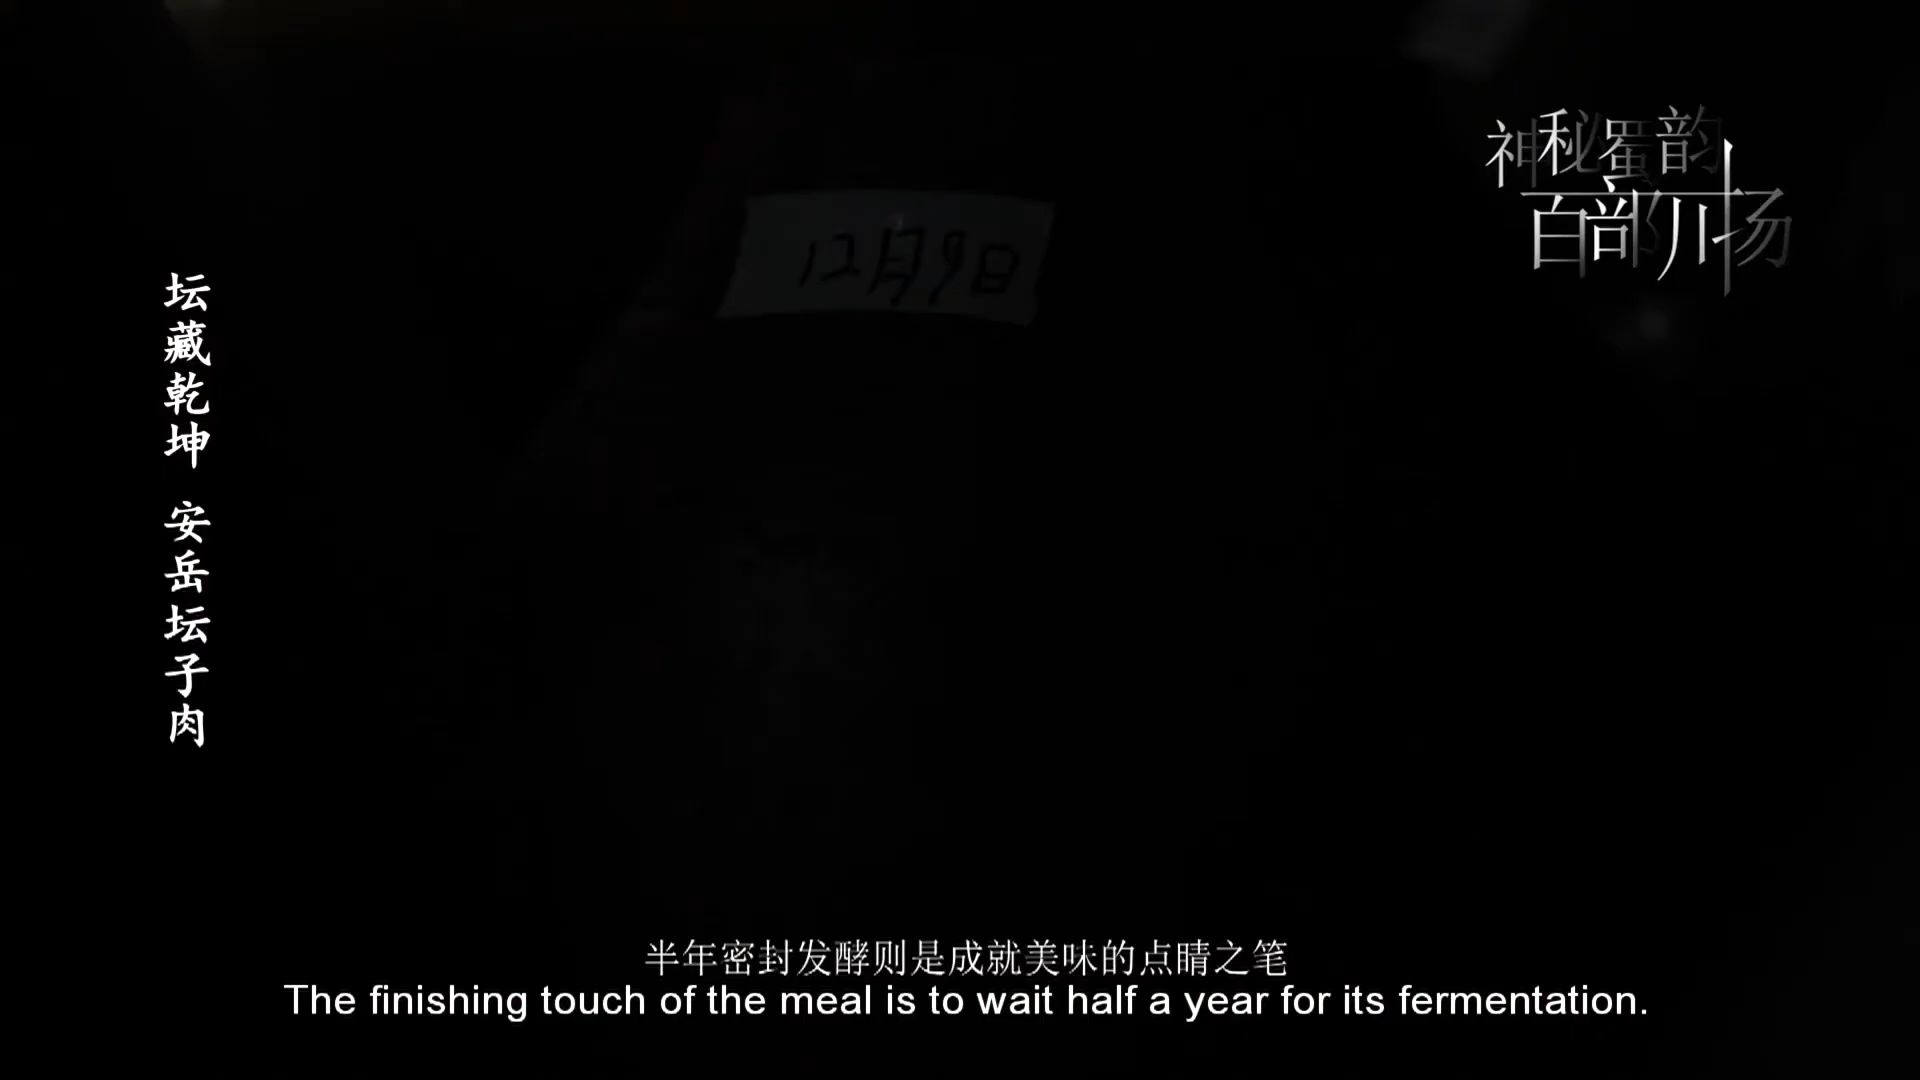 神秘蜀韵
百部川扬
12月9日
坛藏乾坤 安岳坛子肉
半年密封发酵则是成就美味的点睛之笔
The finishing touch of the meal is to wait half a year for its fermentation.